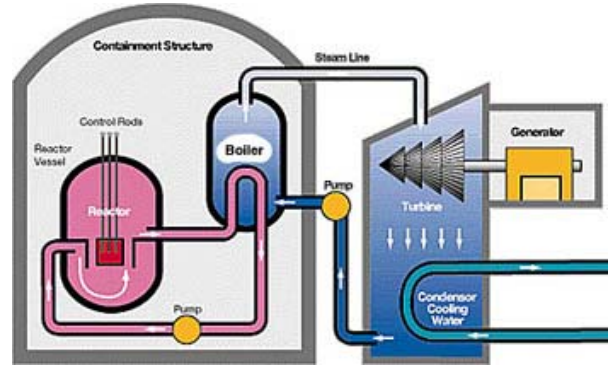 Containment Structure
Steam Line
Control Rods
Reactor
Vessel
Boiler
Generator
Pump
Reactor
Turbine
Pump
Condensor
Cooling
Water